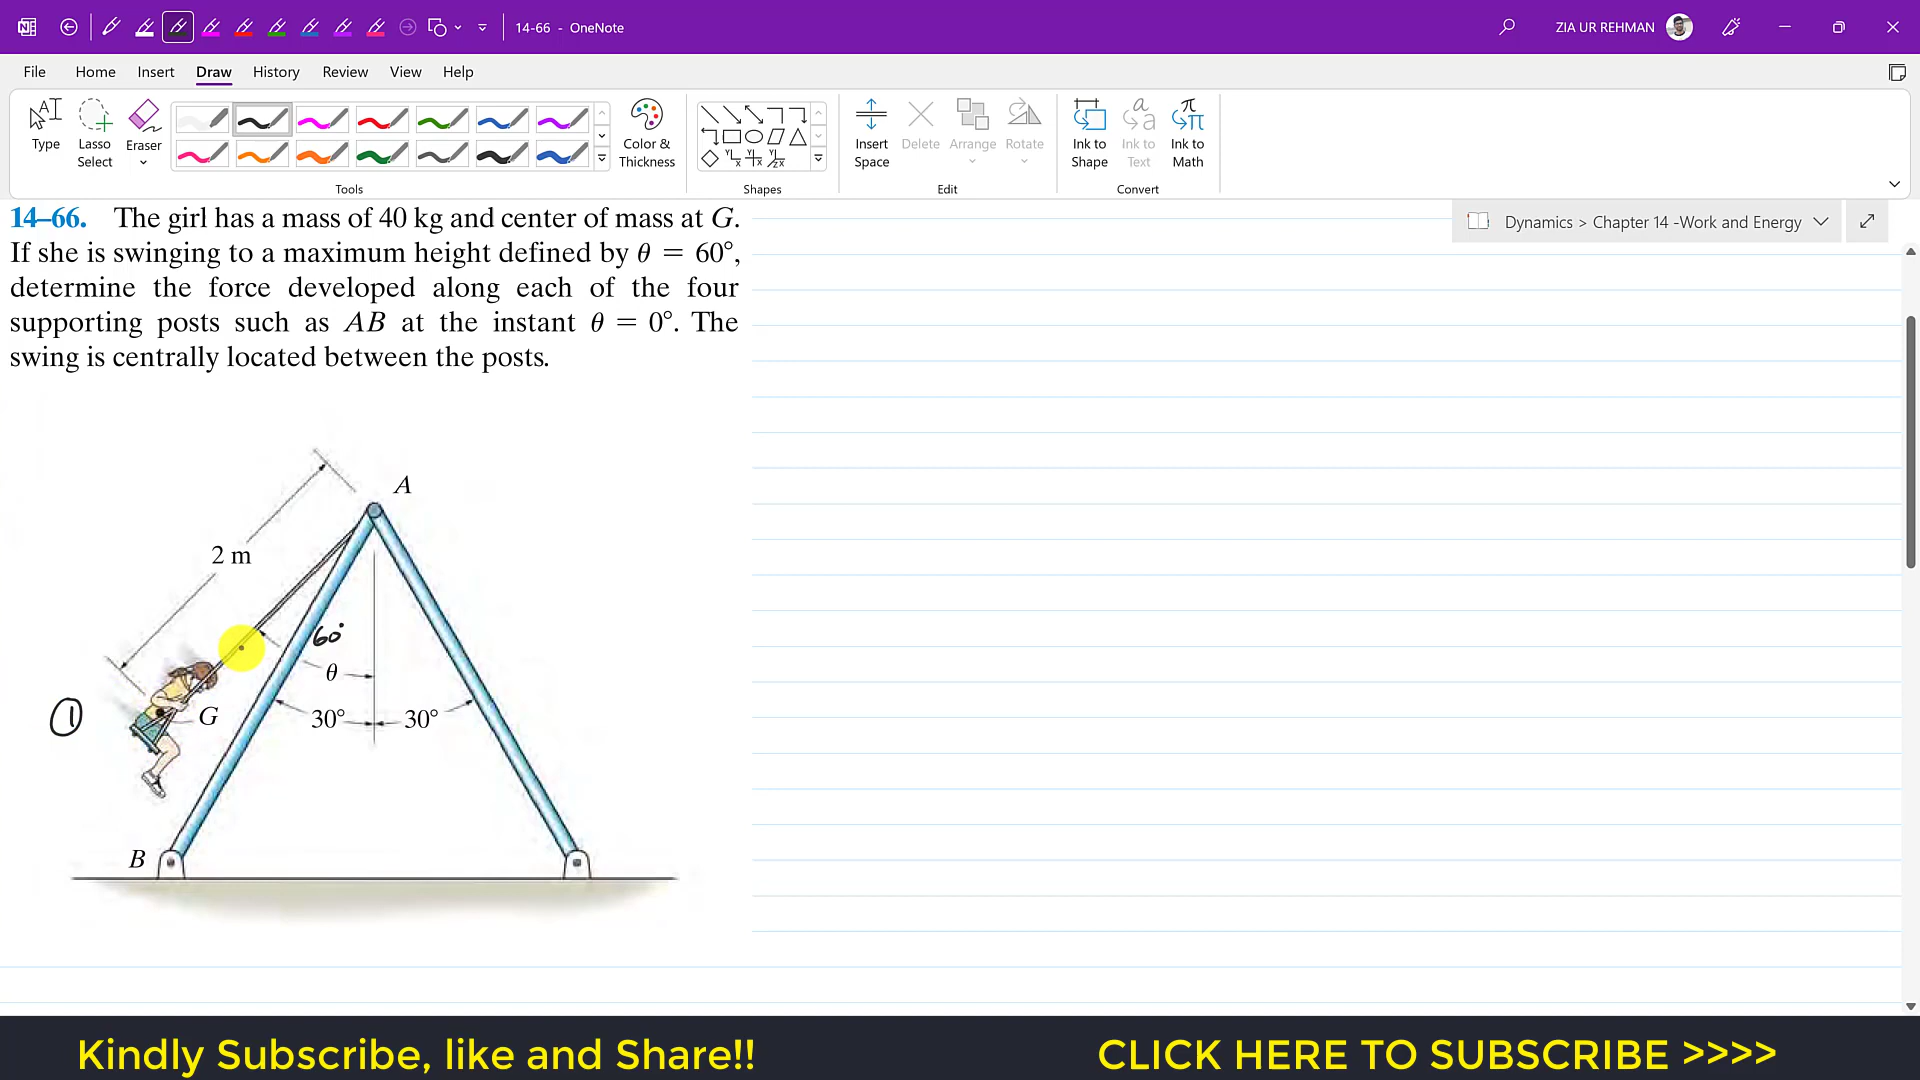 14-66 - OneNote
ZIA UR REHMAN
File Home Insert Draw History Review View Help
Type
Lasso Select
Eraser
Color & Thickness
Insert Space
Delete
Arrange
Rotate
Ink to Shape
Ink to Text
Ink to Math
Tools
Shapes
Edit
Convert
Dynamics > Chapter 14 -Work and Energy
14–66. The girl has a mass of 40 kg and center of mass at G.
If she is swinging to a maximum height defined by θ = 60°,
determine the force developed along each of the four
supporting posts such as AB at the instant θ = 0°. The
swing is centrally located between the posts.
A
2 m
60°
θ
① G
30° 30°
B
Kindly Subscribe, like and Share!!
CLICK HERE TO SUBSCRIBE >>>>